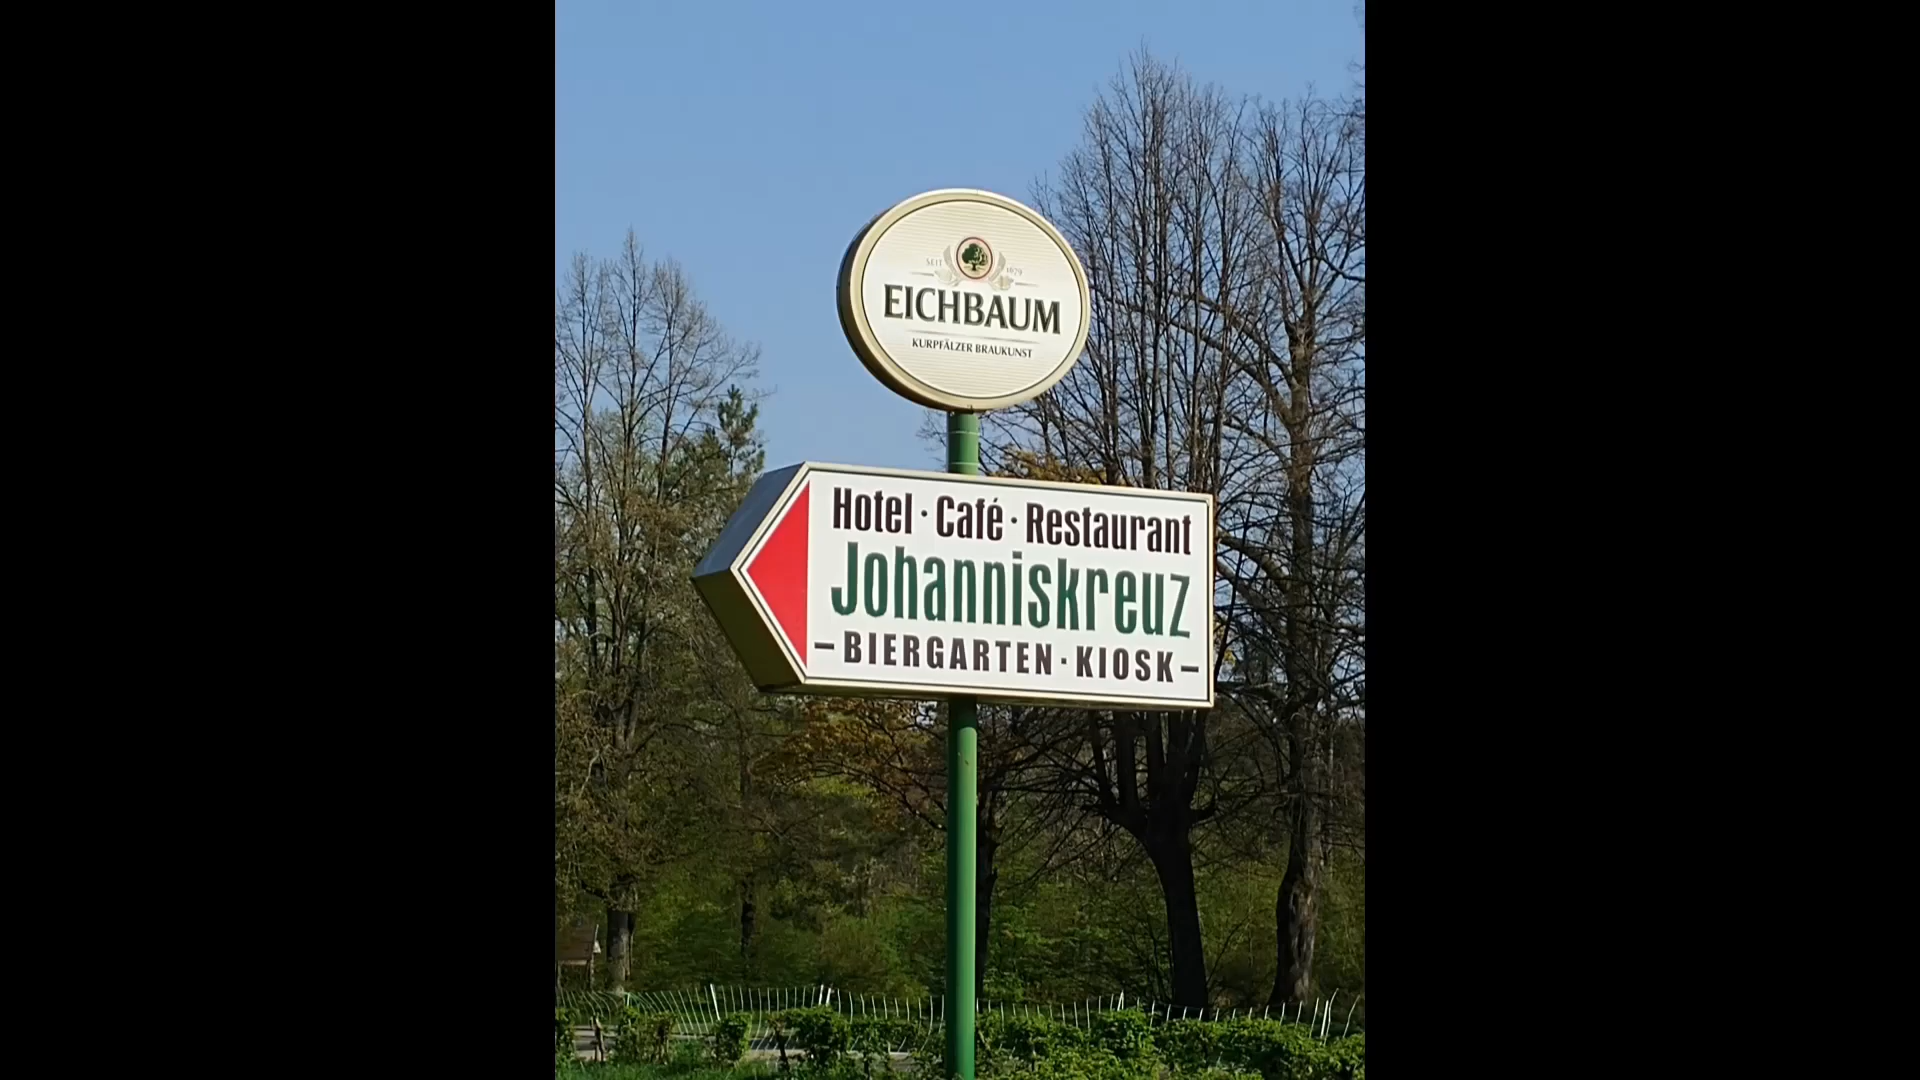 SEIT 1679
EICHBAUM
KURPFÄLZER BRAUKUNST
Hotel · Café · Restaurant
Johanniskreuz
– BIERGARTEN · KIOSK –